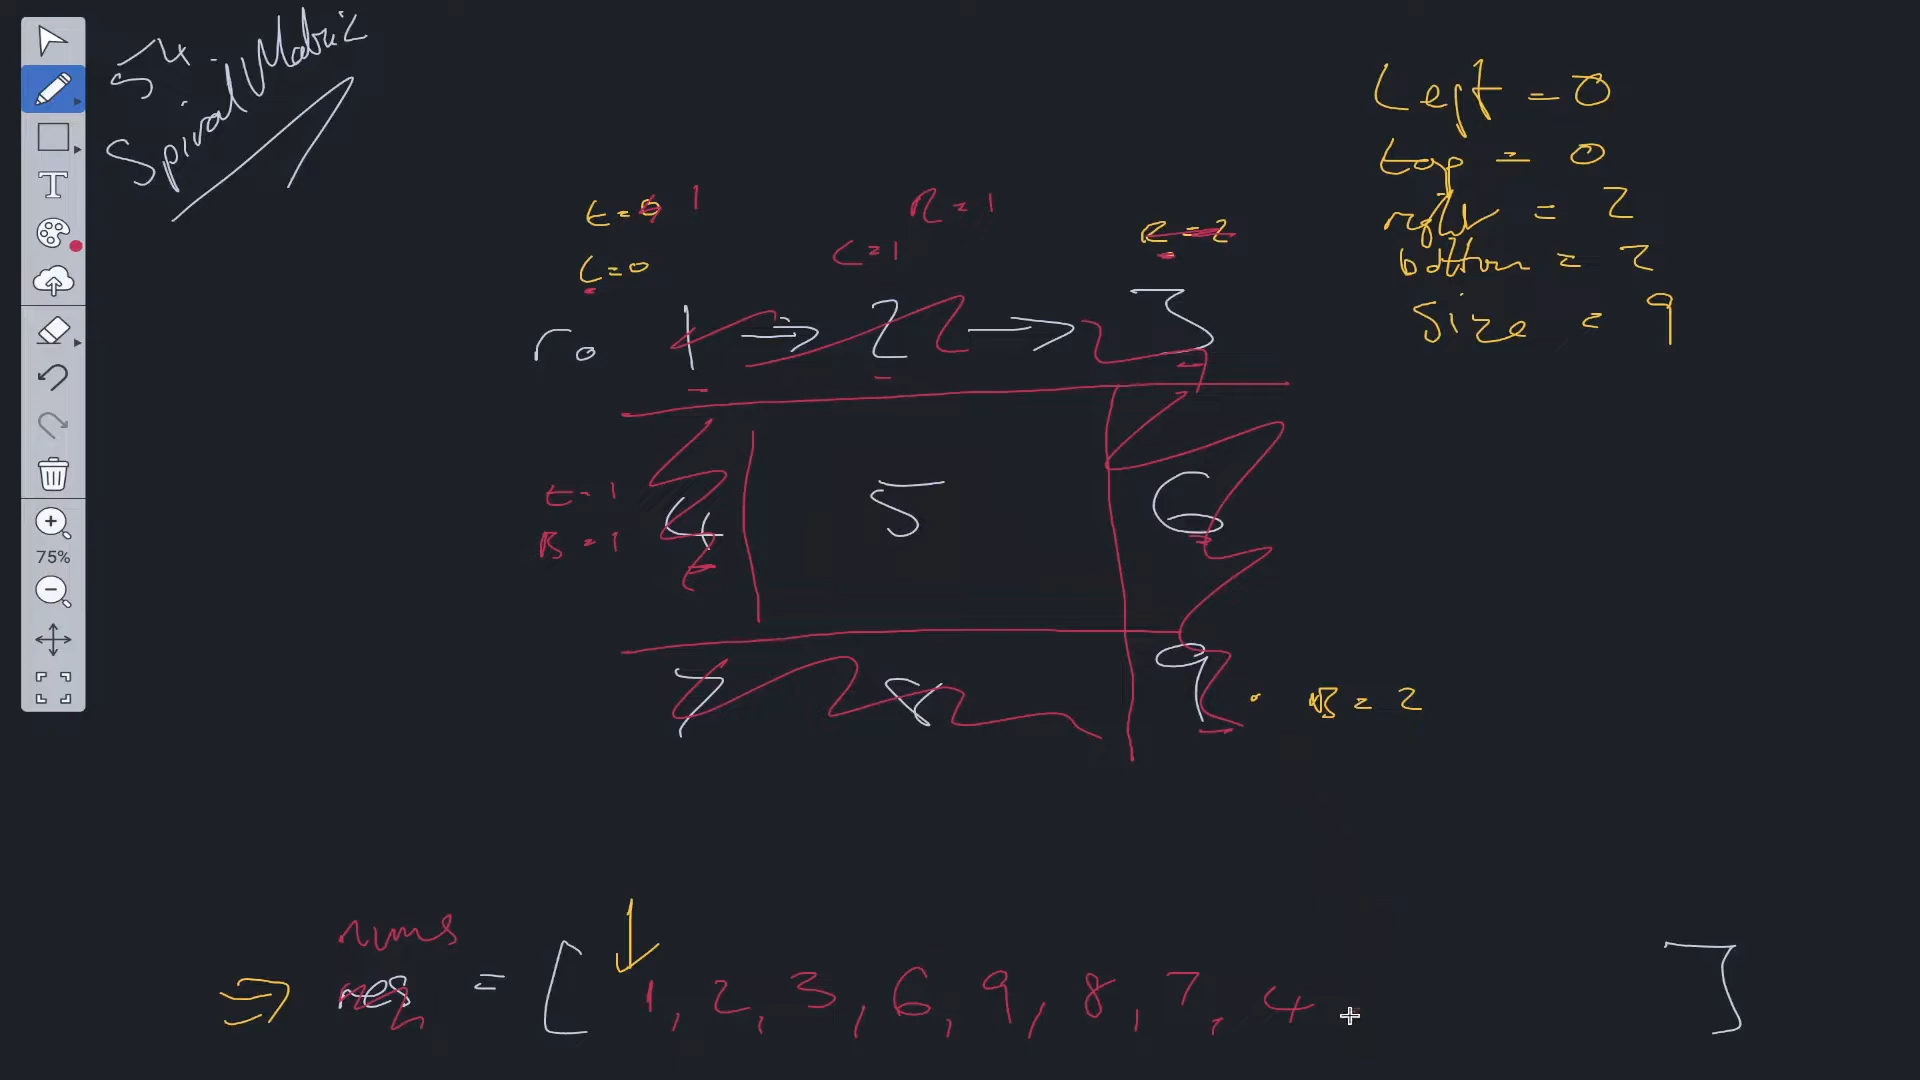 54.
Spiral Matrix
Left = 0
top = 0
right = 2
bottom = 2
size = 9
t = 0 1
R = 1
L = 1
R = 2
L = 0
r0 1 2 3
t = 1
B = 1
4 5 6
7 8 9
B = 2
75%
nums
res = [ 1, 2, 3, 6, 9, 8, 7, 4 ]